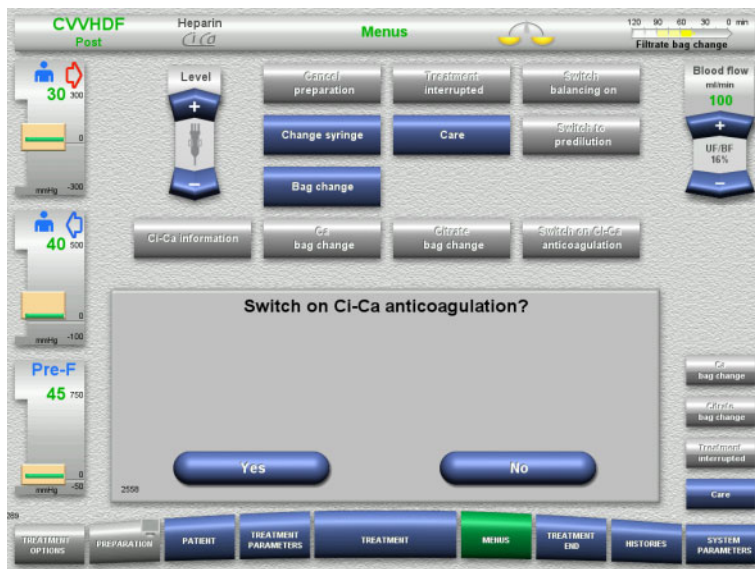 CVVHDF
Post
Heparin
Ci Ca
Menus
120 90 60 30 0 min
Filtrate bag change
30 300
0
mmHg -300
Level
+
–
Cancel
preparation
Treatment
interrupted
Switch
balancing on
Change syringe
Care
Switch to
predilution
Bag change
Blood flow
ml/min
100
+
UF/BF
16%
–
40 500
0
-100
mmHg
Ci-Ca information
Ca
bag change
Citrate
bag change
Switch on Ci-Ca
anticoagulation
Switch on Ci-Ca anticoagulation?
Yes
No
2558
Pre-F
45 750
0
mmHg -50
Ca
bag change
Citrate
bag change
Treatment
interrupted
Care
TREATMENT
OPTIONS
PREPARATION
PATIENT
TREATMENT
PARAMETERS
TREATMENT
MENUS
TREATMENT
END
HISTORIES
SYSTEM
PARAMETERS